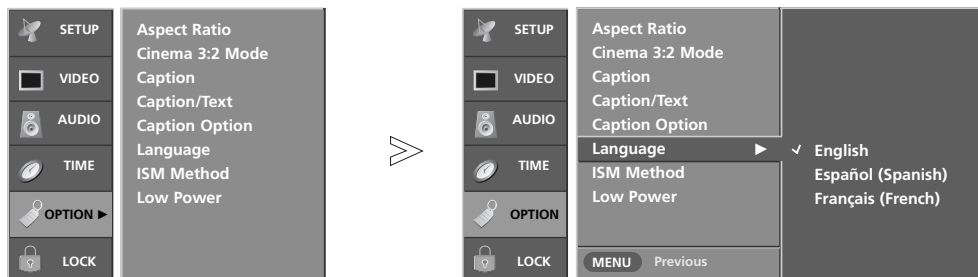 SETUP
VIDEO
AUDIO
TIME
OPTION ►
LOCK
Aspect Ratio
Cinema 3:2 Mode
Caption
Caption/Text
Caption Option
Language
ISM Method
Low Power
SETUP
VIDEO
AUDIO
TIME
OPTION
LOCK
Aspect Ratio
Cinema 3:2 Mode
Caption
Caption/Text
Caption Option
Language ►
ISM Method
Low Power
MENU Previous
✓ English
Español (Spanish)
Français (French)